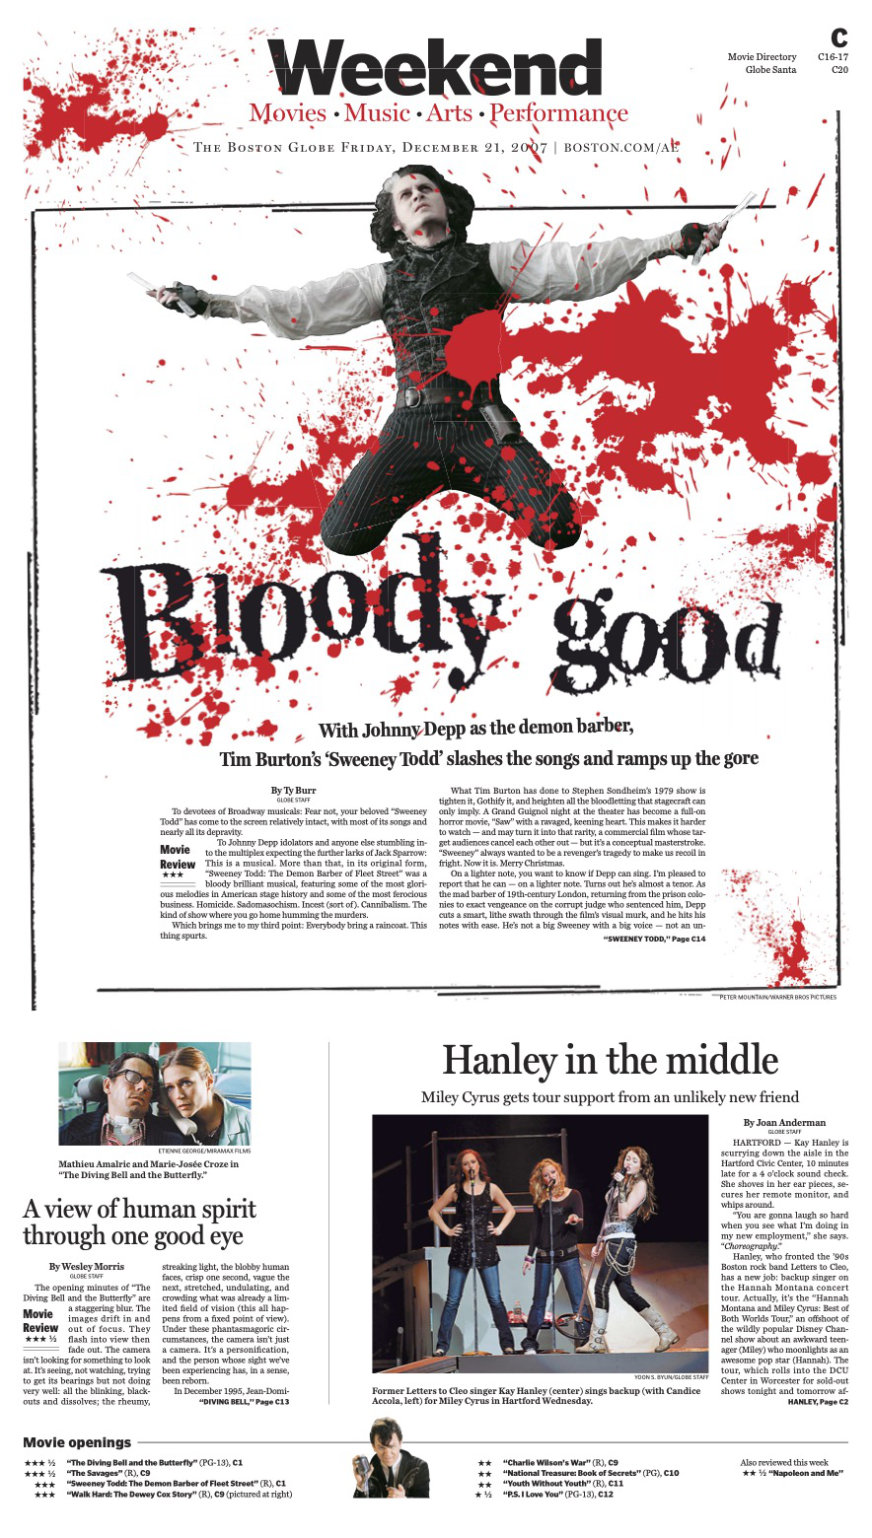 C
Movie Directory C16-17
Globe Santa C20
Weekend
Movies • Music • Arts • Performance
The Boston Globe Friday, December 21, 2007 | BOSTON.COM/AE
Bloody good
With Johnny Depp as the demon barber,
Tim Burton's 'Sweeney Todd' slashes the songs and ramps up the gore
By Ty Burr
GLOBE STAFF
To devotees of Broadway musicals: Fear not, your beloved "Sweeney
Todd" has come to the screen relatively intact, with most of its songs and
nearly all its depravity.
Movie
Review
★★★
To Johnny Depp idolators and anyone else stumbling in-
to the multiplex expecting the further larks of Jack Sparrow:
This is a musical. More than that, in its original form,
"Sweeney Todd: The Demon Barber of Fleet Street" was a
bloody brilliant musical, featuring some of the most glori-
ous melodies in American stage history and some of the most ferocious
business. Homicide. Sadomasochism. Incest (sort of). Cannibalism. The
kind of show where you go home humming the murders.
Which brings me to my third point: Everybody bring a raincoat. This
thing spurts.
What Tim Burton has done to Stephen Sondheim's 1979 show is
tighten it, Gothify it, and heighten all the bloodletting that stagecraft can
only imply. A Grand Guignol night at the theater has become a full-on
horror movie, "Saw" with a ravaged, keening heart. This makes it harder
to watch — and may turn it into that rarity, a commercial film whose tar-
get audiences cancel each other out — but it's a conceptual masterstroke.
"Sweeney" always wanted to be a revenger's tragedy to make us recoil in
fright. Now it is. Merry Christmas.
On a lighter note, you want to know if Depp can sing. I'm pleased to
report that he can — on a lighter note. Turns out he's almost a tenor. As
the mad barber of 19th-century London, returning from the prison colo-
nies to exact vengeance on the corrupt judge who sentenced him, Depp
cuts a smart, lithe swath through the film's visual murk, and he hits his
notes with ease. He's not a big Sweeney with a big voice — not an un-
"SWEENEY TODD," Page C14
PETER MOUNTAIN/WARNER BROS PICTURES
ETIENNE GEORGE/MIRAMAX FILMS
Mathieu Amalric and Marie-Josée Croze in
"The Diving Bell and the Butterfly."
A view of human spirit
through one good eye
By Wesley Morris
GLOBE STAFF
The opening minutes of "The
Diving Bell and the Butterfly" are
Movie
Review
★★★ ½
a staggering blur. The
images drift in and
out of focus. They
flash into view then
fade out. The camera
isn't looking for something to look
at. It's seeing, not watching, trying
to get its bearings but not doing
very well: all the blinking, black-
outs and dissolves; the rheumy,
streaking light, the blobby human
faces, crisp one second, vague the
next, stretched, undulating, and
crowding what was already a lim-
ited field of vision (this all hap-
pens from a fixed point of view).
Under these phantasmagoric cir-
cumstances, the camera isn't just
a camera. It's a personification,
and the person whose sight we've
been experiencing has, in a sense,
been reborn.
In December 1995, Jean-Domi-
"DIVING BELL," Page C13
Hanley in the middle
Miley Cyrus gets tour support from an unlikely new friend
YOON S. BYUN/GLOBE STAFF
Former Letters to Cleo singer Kay Hanley (center) sings backup (with Candice
Accola, left) for Miley Cyrus in Hartford Wednesday.
By Joan Anderman
GLOBE STAFF
HARTFORD — Kay Hanley is
scurrying down the aisle in the
Hartford Civic Center, 10 minutes
late for a 4 o'clock sound check.
She shoves in her ear pieces, se-
cures her remote monitor, and
whips around.
"You are gonna laugh so hard
when you see what I'm doing in
my new employment," she says.
"Choreography."
Hanley, who fronted the '90s
Boston rock band Letters to Cleo,
has a new job: backup singer on
the Hannah Montana concert
tour. Actually, it's the "Hannah
Montana and Miley Cyrus: Best of
Both Worlds Tour," an offshoot of
the wildly popular Disney Chan-
nel show about an awkward teen-
ager (Miley) who moonlights as an
awesome pop star (Hannah). The
tour, which rolls into the DCU
Center in Worcester for sold-out
shows tonight and tomorrow af-
HANLEY, Page C2
Movie openings
★★★ ½ "The Diving Bell and the Butterfly" (PG-13), C1
★★★ ½ "The Savages" (R), C9
★★★ "Sweeney Todd: The Demon Barber of Fleet Street" (R), C1
★★★ "Walk Hard: The Dewey Cox Story" (R), C9 (pictured at right)
★★ "Charlie Wilson's War" (R), C9
★★ "National Treasure: Book of Secrets" (PG), C10
★★ "Youth Without Youth" (R), C11
★ ½ "P.S. I Love You" (PG-13), C12
Also reviewed this week
★★ ½ "Napoleon and Me"